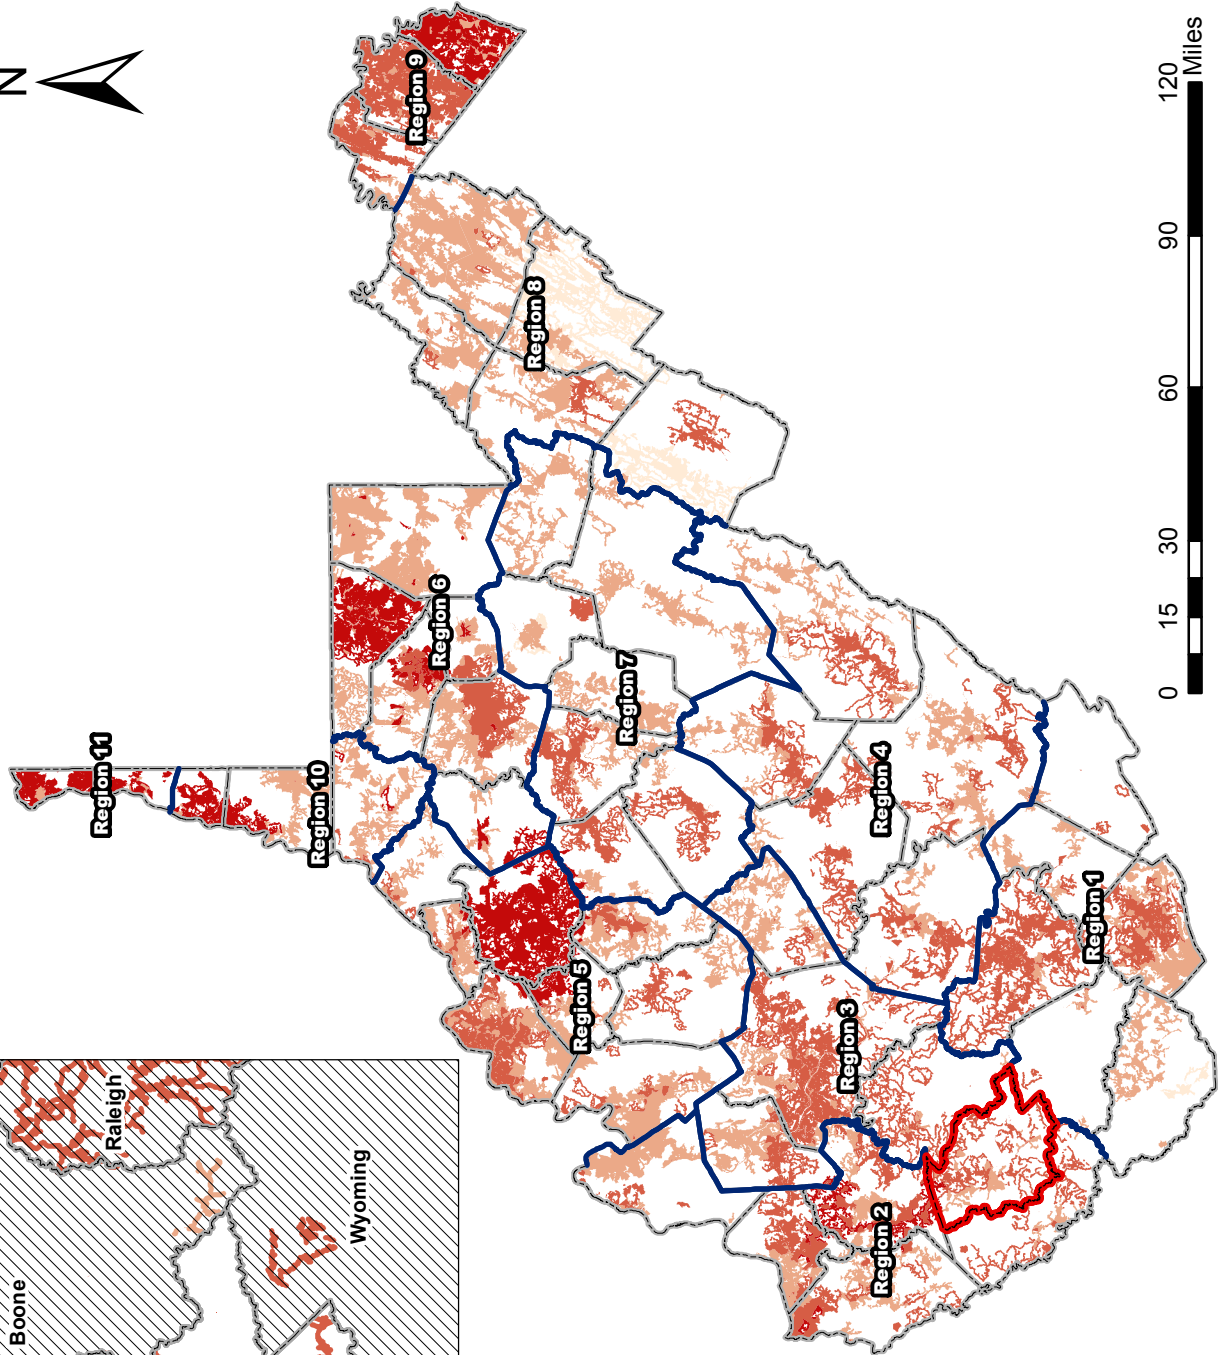 N
Region 9
Region 8
Region 6
Region 11
Region 10
Region 7
Region 5
Region 4
Region 3
Region 2
Region 1
Boone
Raleigh
Wyoming
0 15 30 60 90 120
Miles